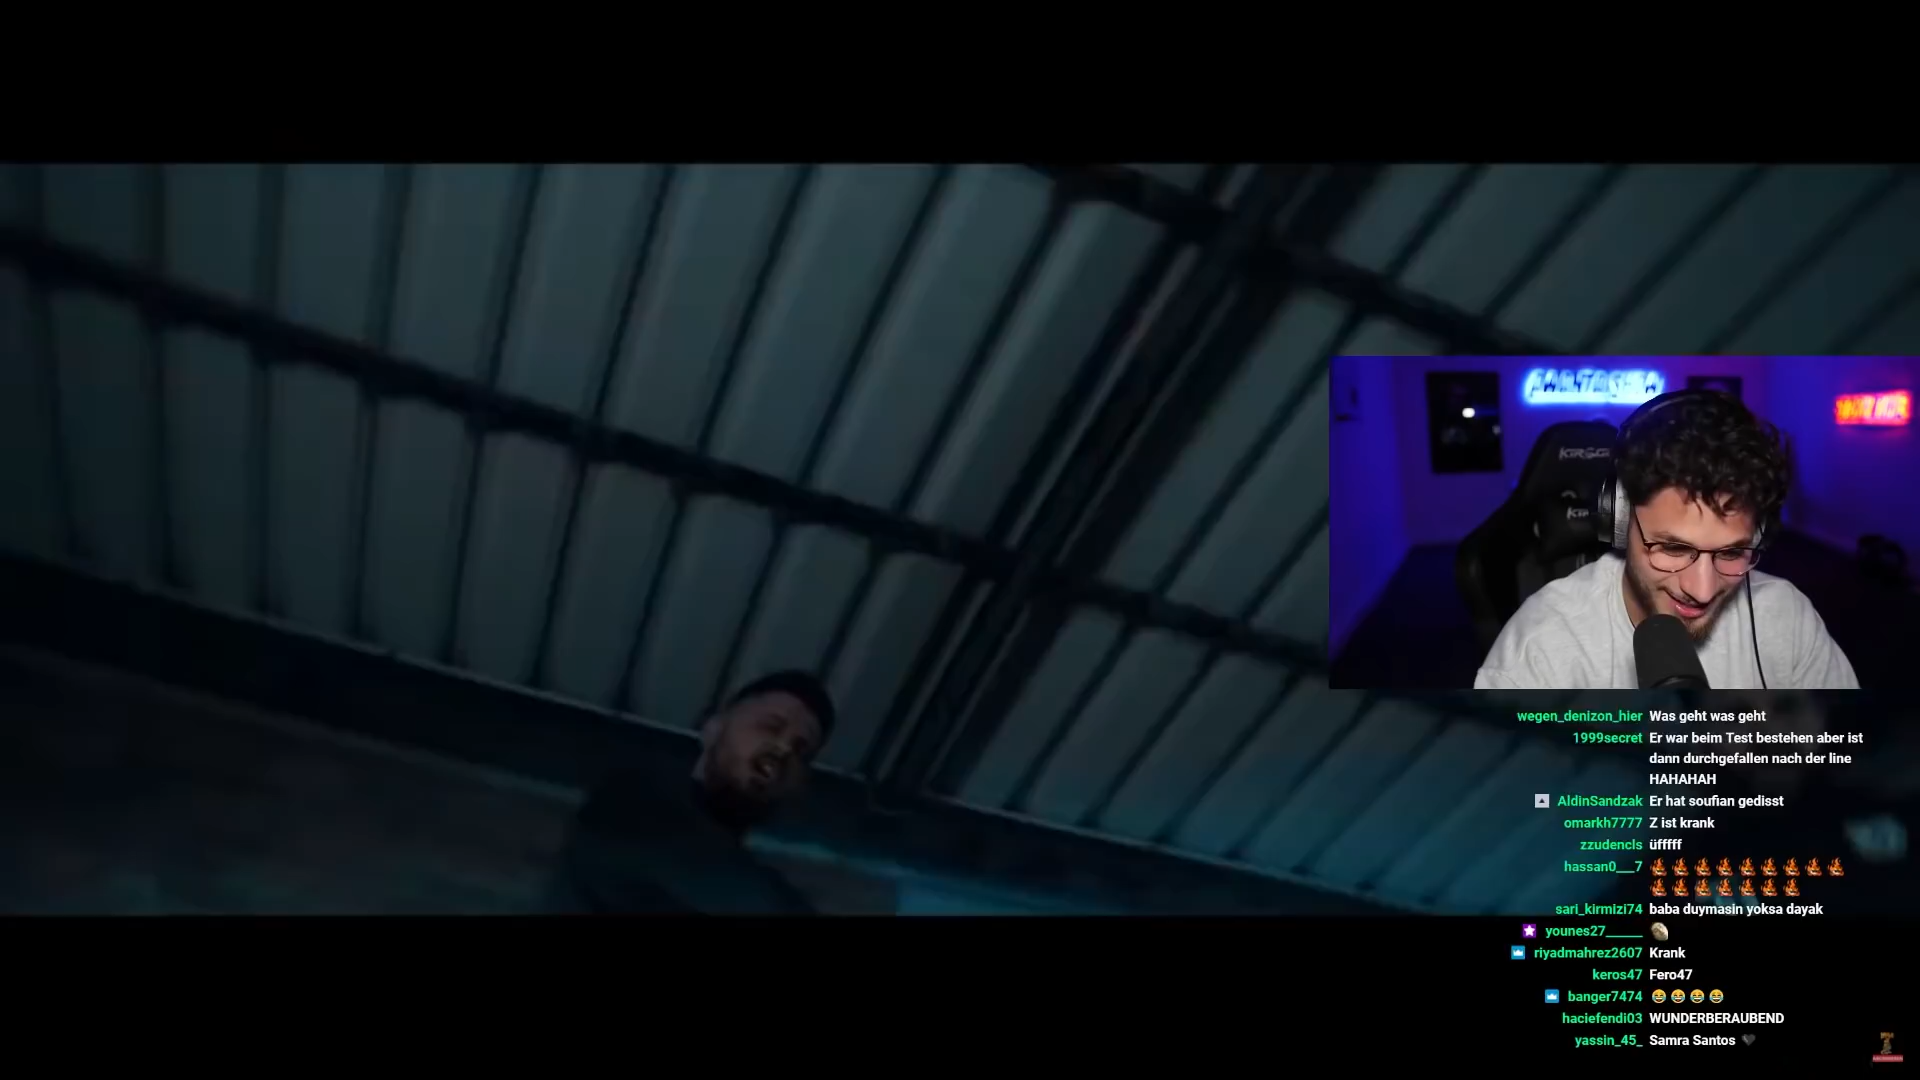 KIRSC
wegen_denizon_hier Was geht was geht
1999secret Er war beim Test bestehen aber ist
dann durchgefallen nach der line
HAHAHAH
AldinSandzak Er hat soufian gedisst
omarkh7777 Z ist krank
zzudencls üfffff
hassan0__7
sari_kirmizi74 baba duymasin yoksa dayak
younes27_____
riyadmahrez2607 Krank
keros47 Fero47
banger7474 😂 😂 😂 😂
haciefendi03 WUNDERBERAUBEND
yassin_45_ Samra Santos 🖤